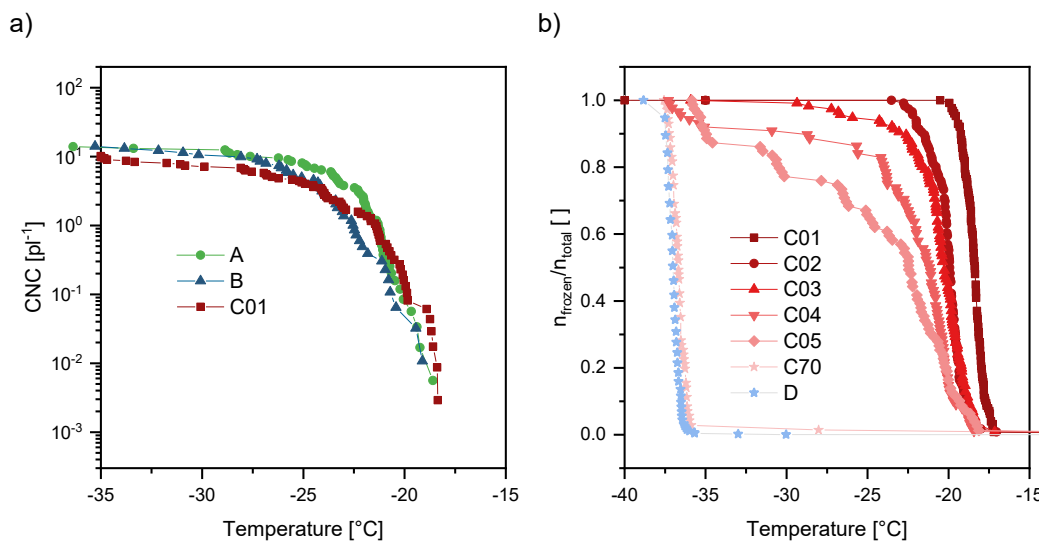 a)
CNC [pl⁻¹]
10²
10¹
10⁰
10⁻¹
10⁻²
10⁻³
A
B
C01
-35
-30
-25
-20
-15
Temperature [°C]
b)
n_frozen/n_total [ ]
1.0
0.8
0.6
0.4
0.2
0.0
C01
C02
C03
C04
C05
C70
D
-40
-35
-30
-25
-20
-15
Temperature [°C]